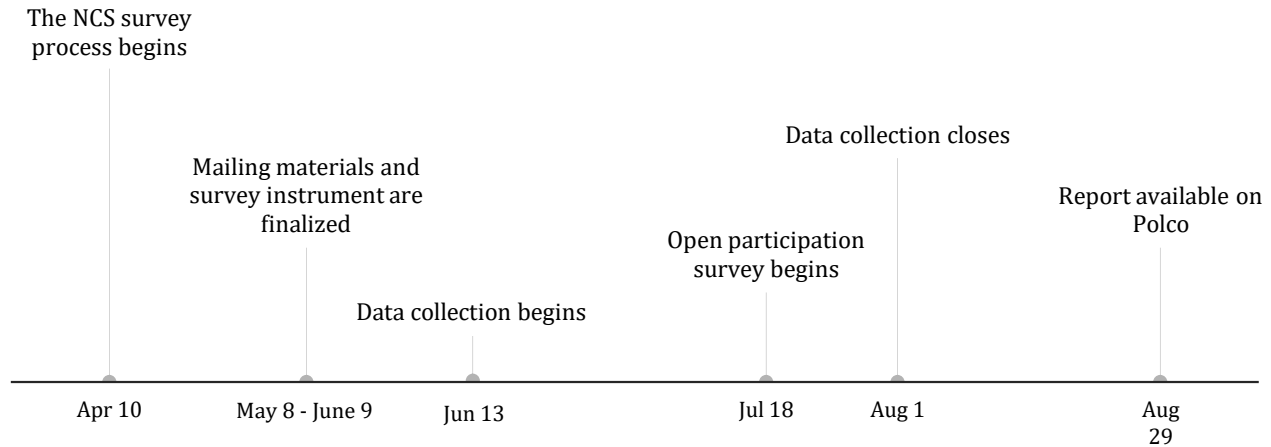 The NCS survey
process begins
Mailing materials and
survey instrument are
finalized
Data collection begins
Open participation
survey begins
Data collection closes
Report available on
Polco
Apr 10
May 8 - June 9
Jun 13
Jul 18
Aug 1
Aug
29